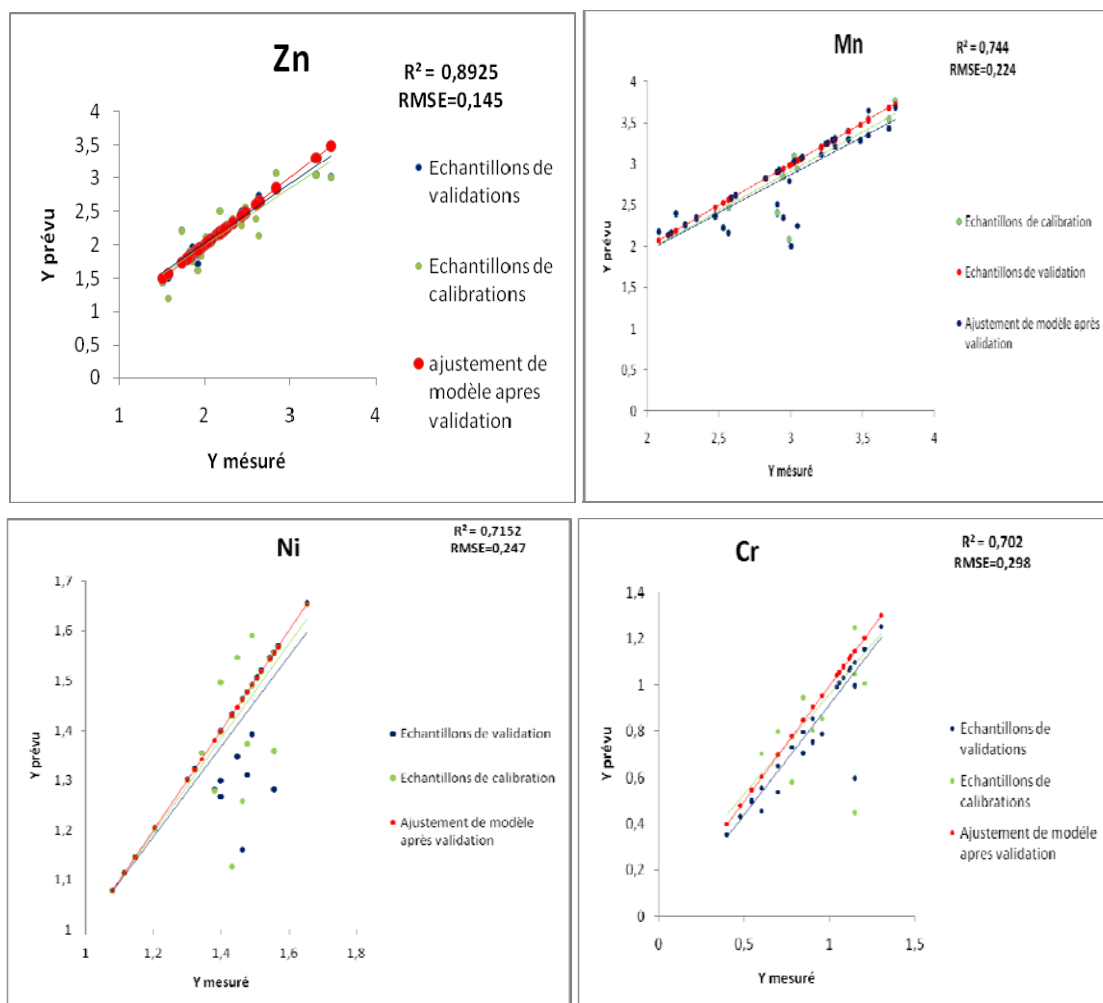 Zn
R² = 0,8925
RMSE=0,145
4
3,5
3
2,5
2
1,5
1
0,5
0
Y prévu
1 2 3 4
Y mésuré
Echantillons de
validations
Echantillons de
calibrations
ajustement de
modèle apres
validation
Mn
R² = 0,744
RMSE=0,224
4
3,5
3
2,5
2
1,5
1
0,5
0
Y prévu
2 2,5 3 3,5 4
Y mésuré
Echantillons de calibration
Echantillons de validation
Ajustement de modèle après
validation
Ni
R² = 0,7152
RMSE=0,247
1,7
1,6
1,5
1,4
1,3
1,2
1,1
1
Y prévu
1 1,2 1,4 1,6 1,8
Y mesuré
Echantillons de validation
Echantillons de calibration
Ajustement de modèle
après validation
Cr
R² = 0,702
RMSE=0,298
1,4
1,2
1
0,8
0,6
0,4
0,2
0
Y prévu
0 0,5 1 1,5
Y mesuré
Echantillons de
validations
Echantillons de
calibrations
Ajustement de modéle
apres validation